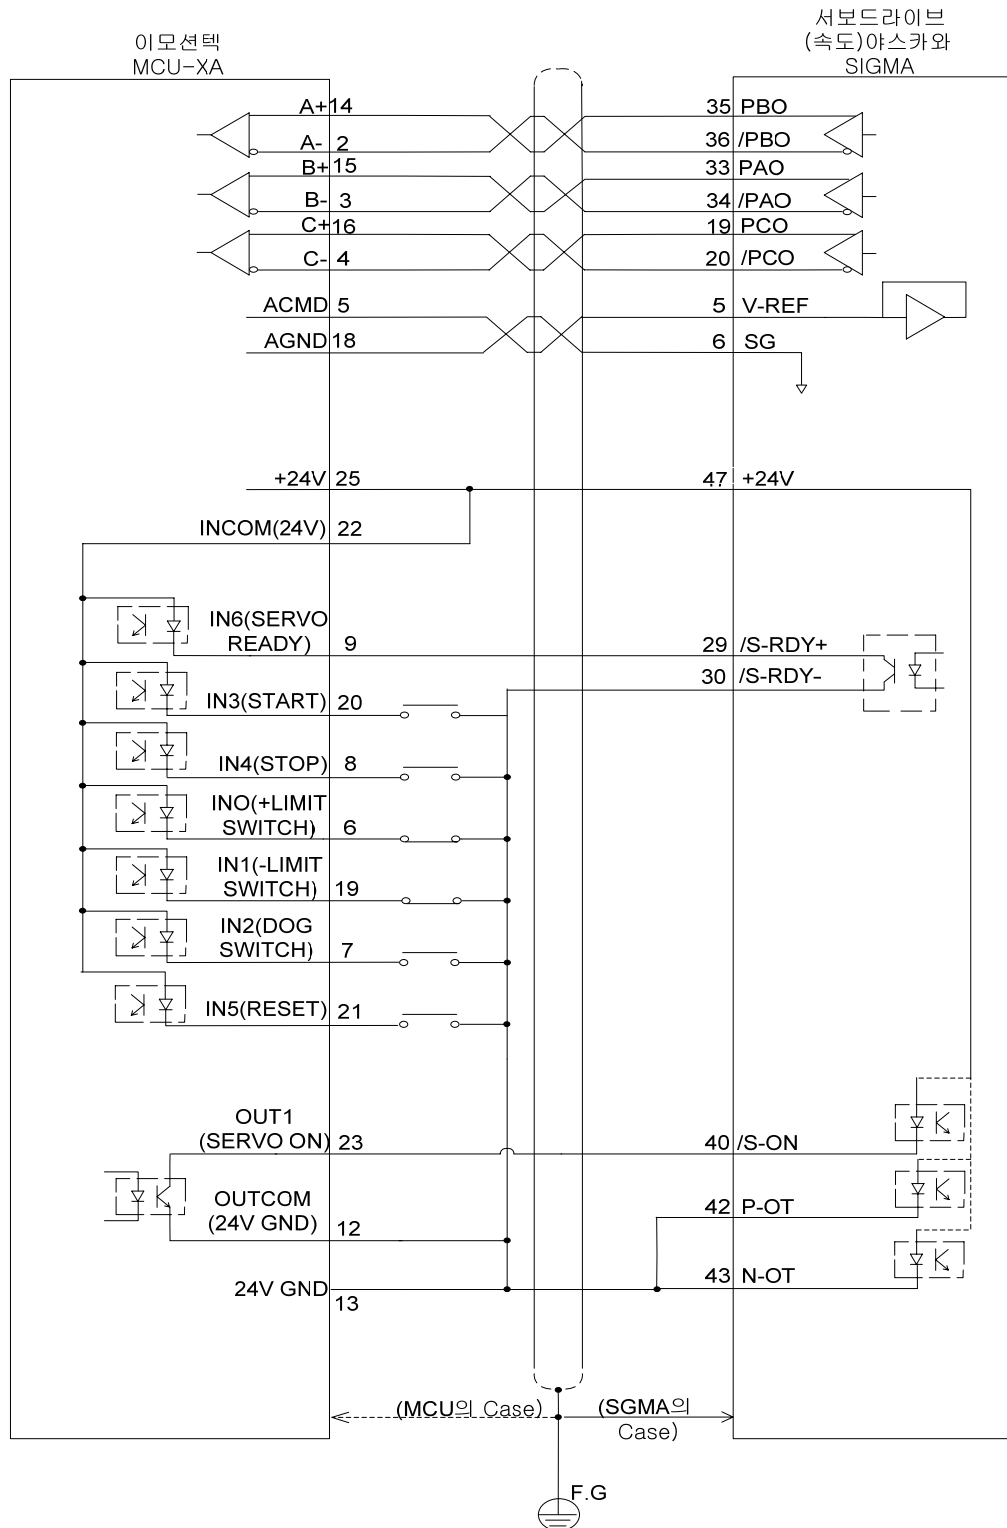 이모션텍
MCU-XA
서보드라이브
(속도)야스카와
SIGMA
A+ 14
35 PBO
A- 2
36 /PBO
B+ 15
33 PAO
B- 3
34 /PAO
C+ 16
19 PCO
C- 4
20 /PCO
ACMD 5
5 V-REF
AGND 18
6 SG
+24V 25
47 +24V
INCOM(24V) 22
IN6(SERVO
READY) 9
29 /S-RDY+
30 /S-RDY-
IN3(START) 20
IN4(STOP) 8
INO(+LIMIT
SWITCH) 6
IN1(-LIMIT
SWITCH) 19
IN2(DOG
SWITCH) 7
IN5(RESET) 21
OUT1
(SERVO ON) 23
40 /S-ON
OUTCOM
(24V GND) 12
42 P-OT
24V GND
13
43 N-OT
(MCU의 Case)
(SGMA의
Case)
F.G